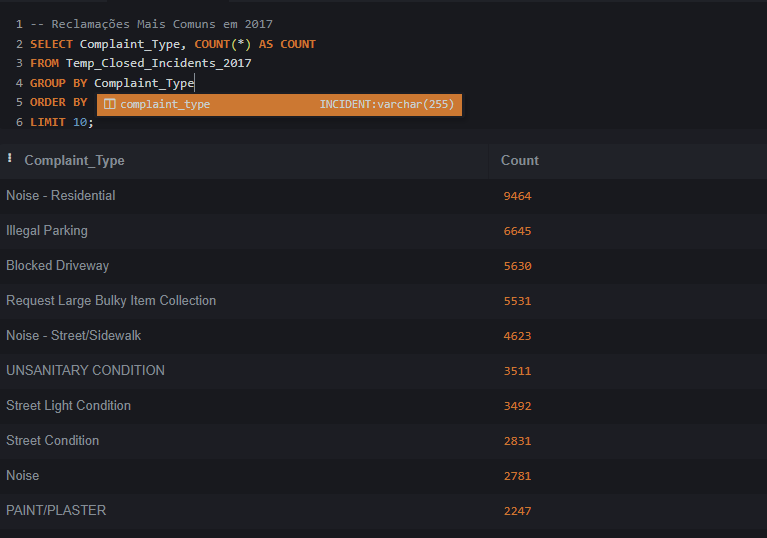 1 -- Reclamações Mais Comuns em 2017
2 SELECT Complaint_Type, COUNT(*) AS COUNT
3 FROM Temp_Closed_Incidents_2017
4 GROUP BY Complaint_Type
5 ORDER BY
complaint_type INCIDENT:varchar(255)
6 LIMIT 10;
Complaint_Type Count
Noise - Residential 9464
Illegal Parking 6645
Blocked Driveway 5630
Request Large Bulky Item Collection 5531
Noise - Street/Sidewalk 4623
UNSANITARY CONDITION 3511
Street Light Condition 3492
Street Condition 2831
Noise 2781
PAINT/PLASTER 2247